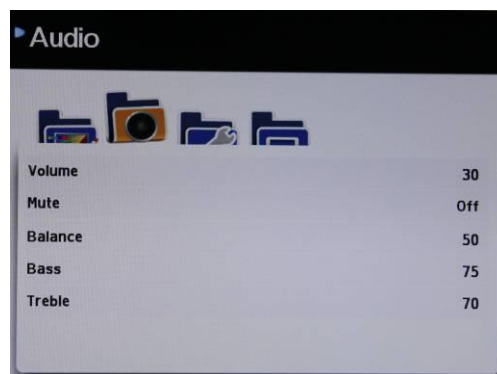 Audio
Volume 30
Mute Off
Balance 50
Bass 75
Treble 70